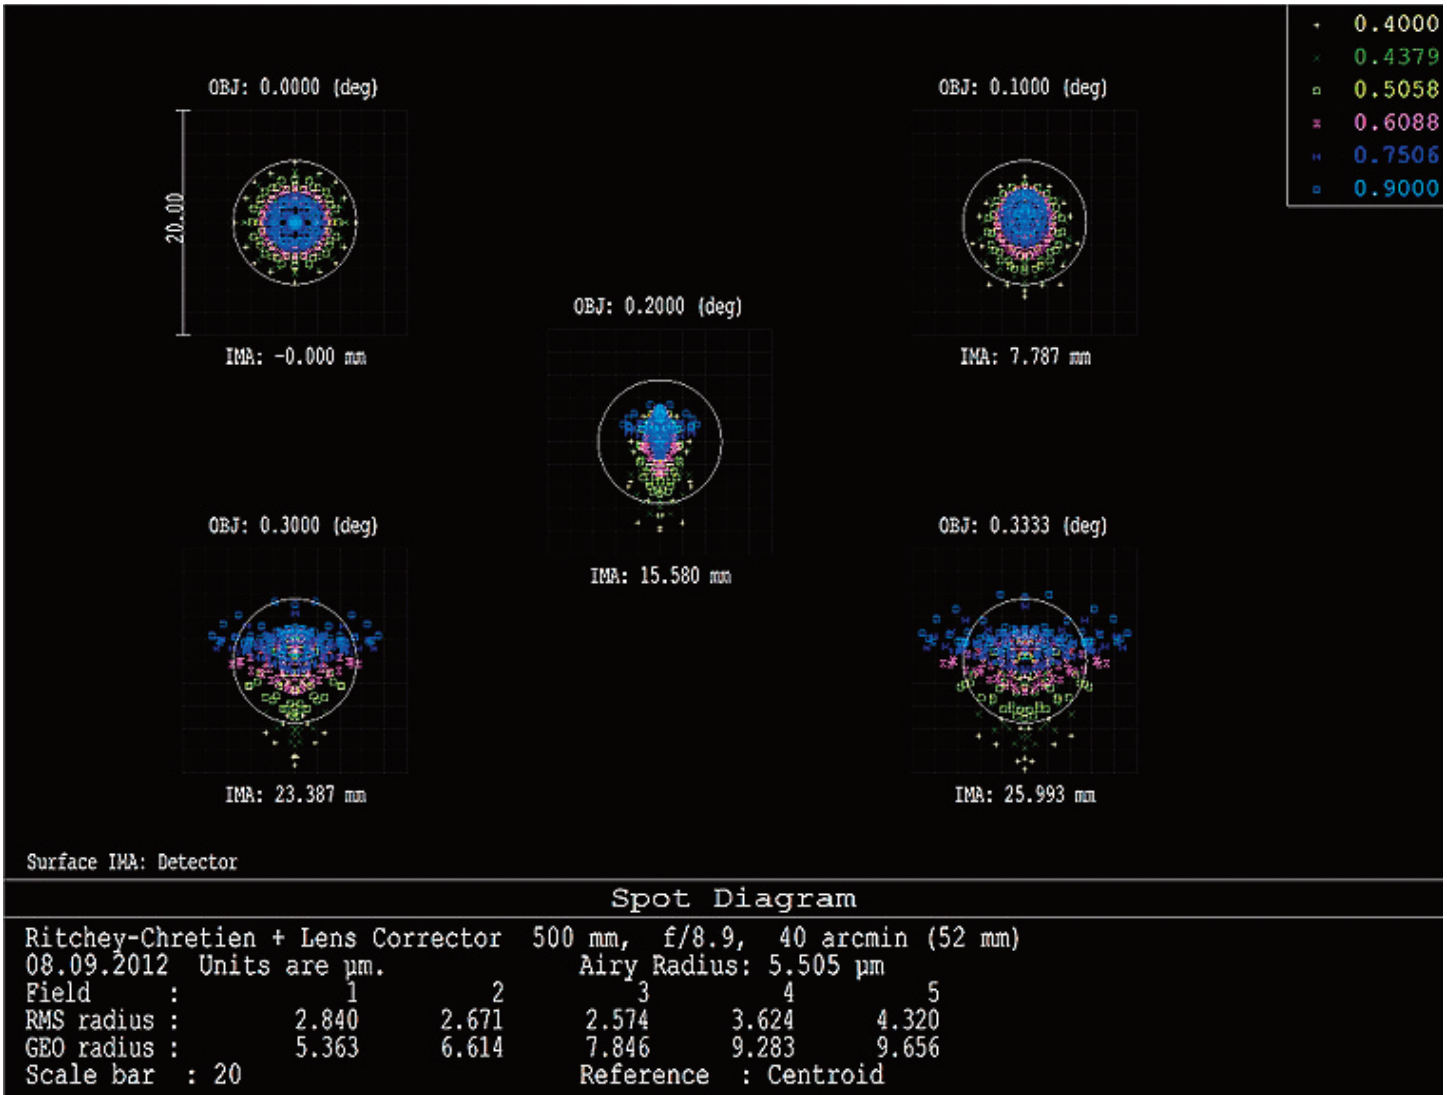 0.4000
0.4379
0.5058
0.6088
0.7506
0.9000
OBJ: 0.0000 (deg)
20.00
IMA: -0.000 mm
OBJ: 0.1000 (deg)
IMA: 7.787 mm
OBJ: 0.2000 (deg)
IMA: 15.580 mm
OBJ: 0.3000 (deg)
IMA: 23.387 mm
OBJ: 0.3333 (deg)
IMA: 25.993 mm
Surface IMA: Detector
Spot Diagram
Ritchey-Chretien + Lens Corrector 500 mm, f/8.9, 40 arcmin (52 mm)
08.09.2012 Units are µm. Airy Radius: 5.505 µm
Field : 1 2 3 4 5
RMS radius : 2.840 2.671 2.574 3.624 4.320
GEO radius : 5.363 6.614 7.846 9.283 9.656
Scale bar : 20 Reference : Centroid